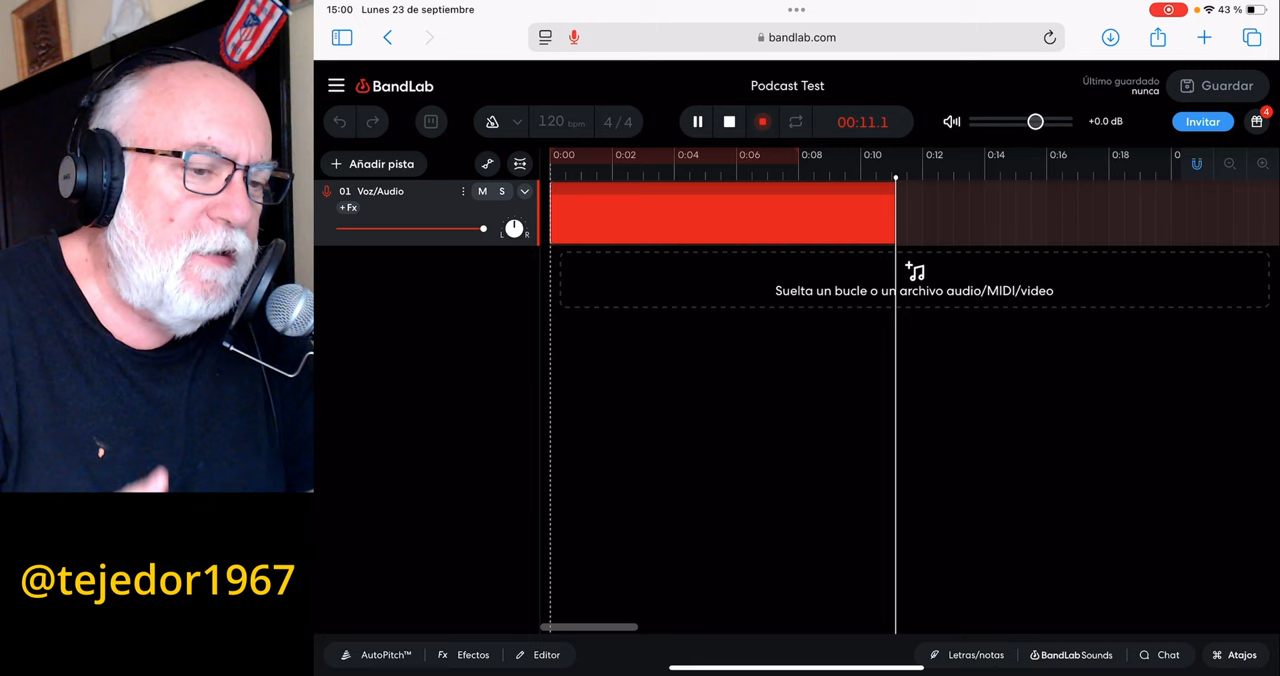 15:00 Lunes 23 de septiembre
43 %
bandlab.com
BandLab
Podcast Test
Último guardado
nunca
Guardar
120 bpm
4 / 4
00:11.1
+0.0 dB
Invitar
4
+ Añadir pista
0:00 0:02 0:04 0:06 0:08 0:10 0:12 0:14 0:16 0:18 0
01 Voz/Audio
M S
+Fx
L R
Suelta un bucle o un archivo audio/MIDI/video
@tejedor1967
AutoPitch™
Fx Efectos
Editor
Letras/notas
BandLab Sounds
Chat
Atajos